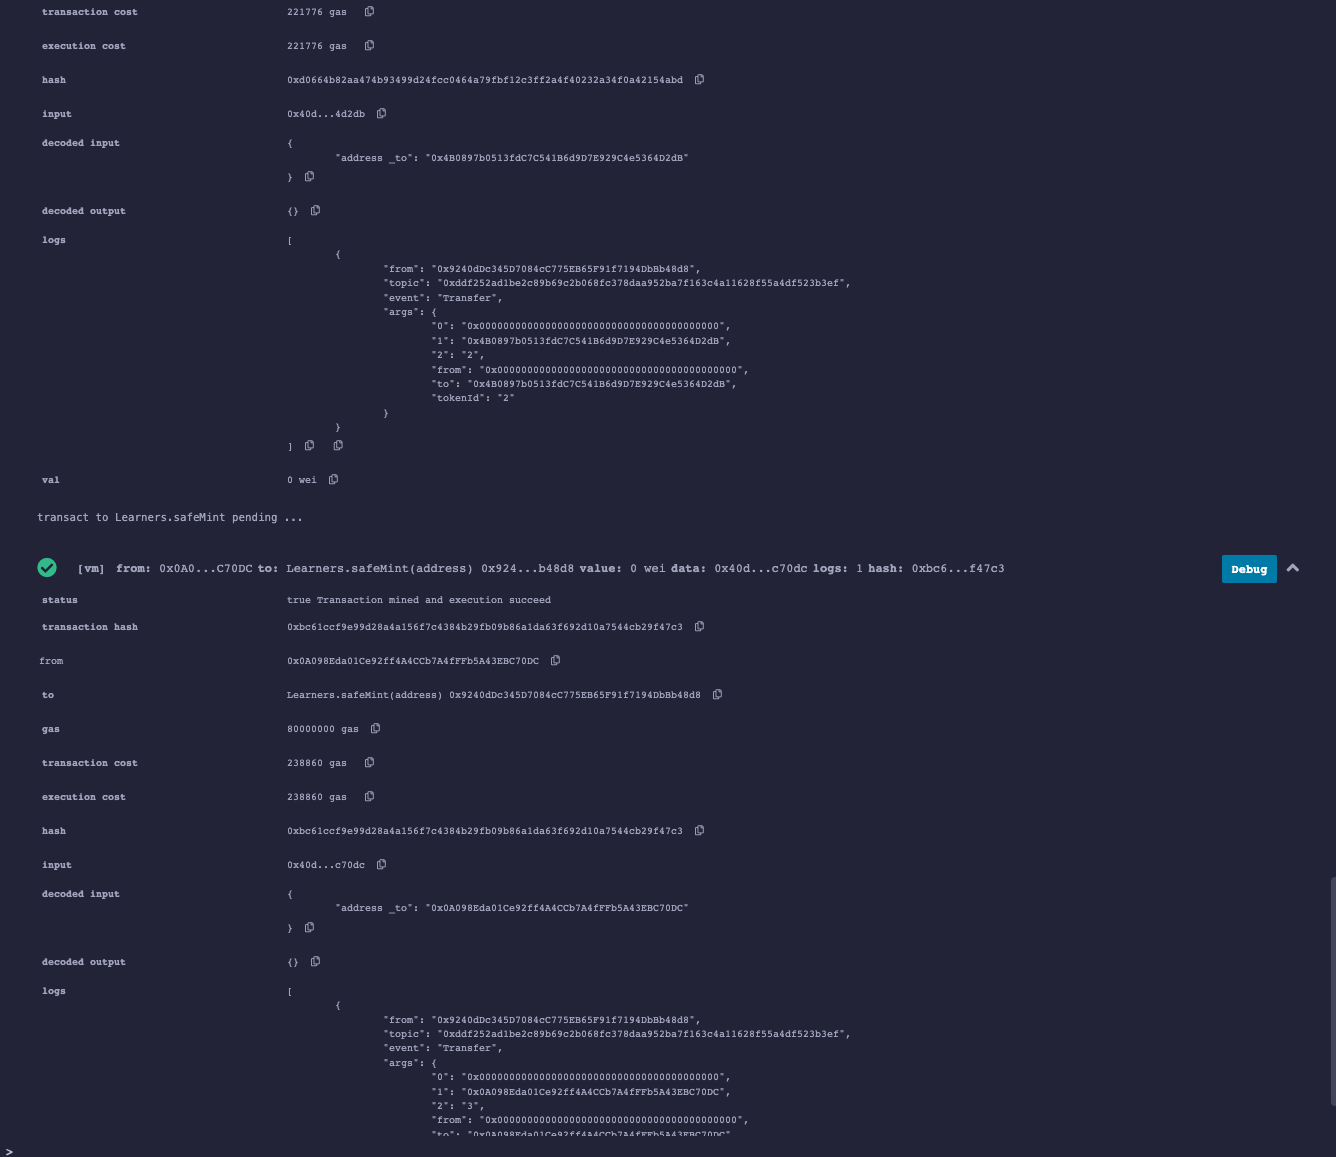 transaction cost 221776 gas
execution cost 221776 gas
hash 0xd0664b82aa474b93499d24fcc0464a79fbf12c3ff2a4f40232a34f0a42154abd
input 0x40d...4d2db
decoded input {
"address _to": "0x4B0897b0513fdC7C541B6d9D7E929C4e5364D2dB"
}
decoded output {}
logs [
{
"from": "0x9240dDc345D7084cC775EB65F91f7194DbBb48d8",
"topic": "0xddf252ad1be2c89b69c2b068fc378daa952ba7f163c4a11628f55a4df523b3ef",
"event": "Transfer",
"args": {
"0": "0x0000000000000000000000000000000000000000",
"1": "0x4B0897b0513fdC7C541B6d9D7E929C4e5364D2dB",
"2": "2",
"from": "0x0000000000000000000000000000000000000000",
"to": "0x4B0897b0513fdC7C541B6d9D7E929C4e5364D2dB",
"tokenId": "2"
}
}
]
val 0 wei
transact to Learners.safeMint pending ...
[vm] from: 0x0A0...C70DC to: Learners.safeMint(address) 0x924...b48d8 value: 0 wei data: 0x40d...c70dc logs: 1 hash: 0xbc6...f47c3 Debug
status true Transaction mined and execution succeed
transaction hash 0xbc61ccf9e99d28a4a156f7c4384b29fb09b86a1da63f692d10a7544cb29f47c3
from 0x0A098Eda01Ce92ff4A4CCb7A4fFFb5A43EBC70DC
to Learners.safeMint(address) 0x9240dDc345D7084cC775EB65F91f7194DbBb48d8
gas 80000000 gas
transaction cost 238860 gas
execution cost 238860 gas
hash 0xbc61ccf9e99d28a4a156f7c4384b29fb09b86a1da63f692d10a7544cb29f47c3
input 0x40d...c70dc
decoded input {
"address _to": "0x0A098Eda01Ce92ff4A4CCb7A4fFFb5A43EBC70DC"
}
decoded output {}
logs [
{
"from": "0x9240dDc345D7084cC775EB65F91f7194DbBb48d8",
"topic": "0xddf252ad1be2c89b69c2b068fc378daa952ba7f163c4a11628f55a4df523b3ef",
"event": "Transfer",
"args": {
"0": "0x0000000000000000000000000000000000000000",
"1": "0x0A098Eda01Ce92ff4A4CCb7A4fFFb5A43EBC70DC",
"2": "3",
"from": "0x0000000000000000000000000000000000000000",
"to": "0x0A098Eda01Ce92ff4A4CCb7A4fFFb5A43EBC70DC",
>